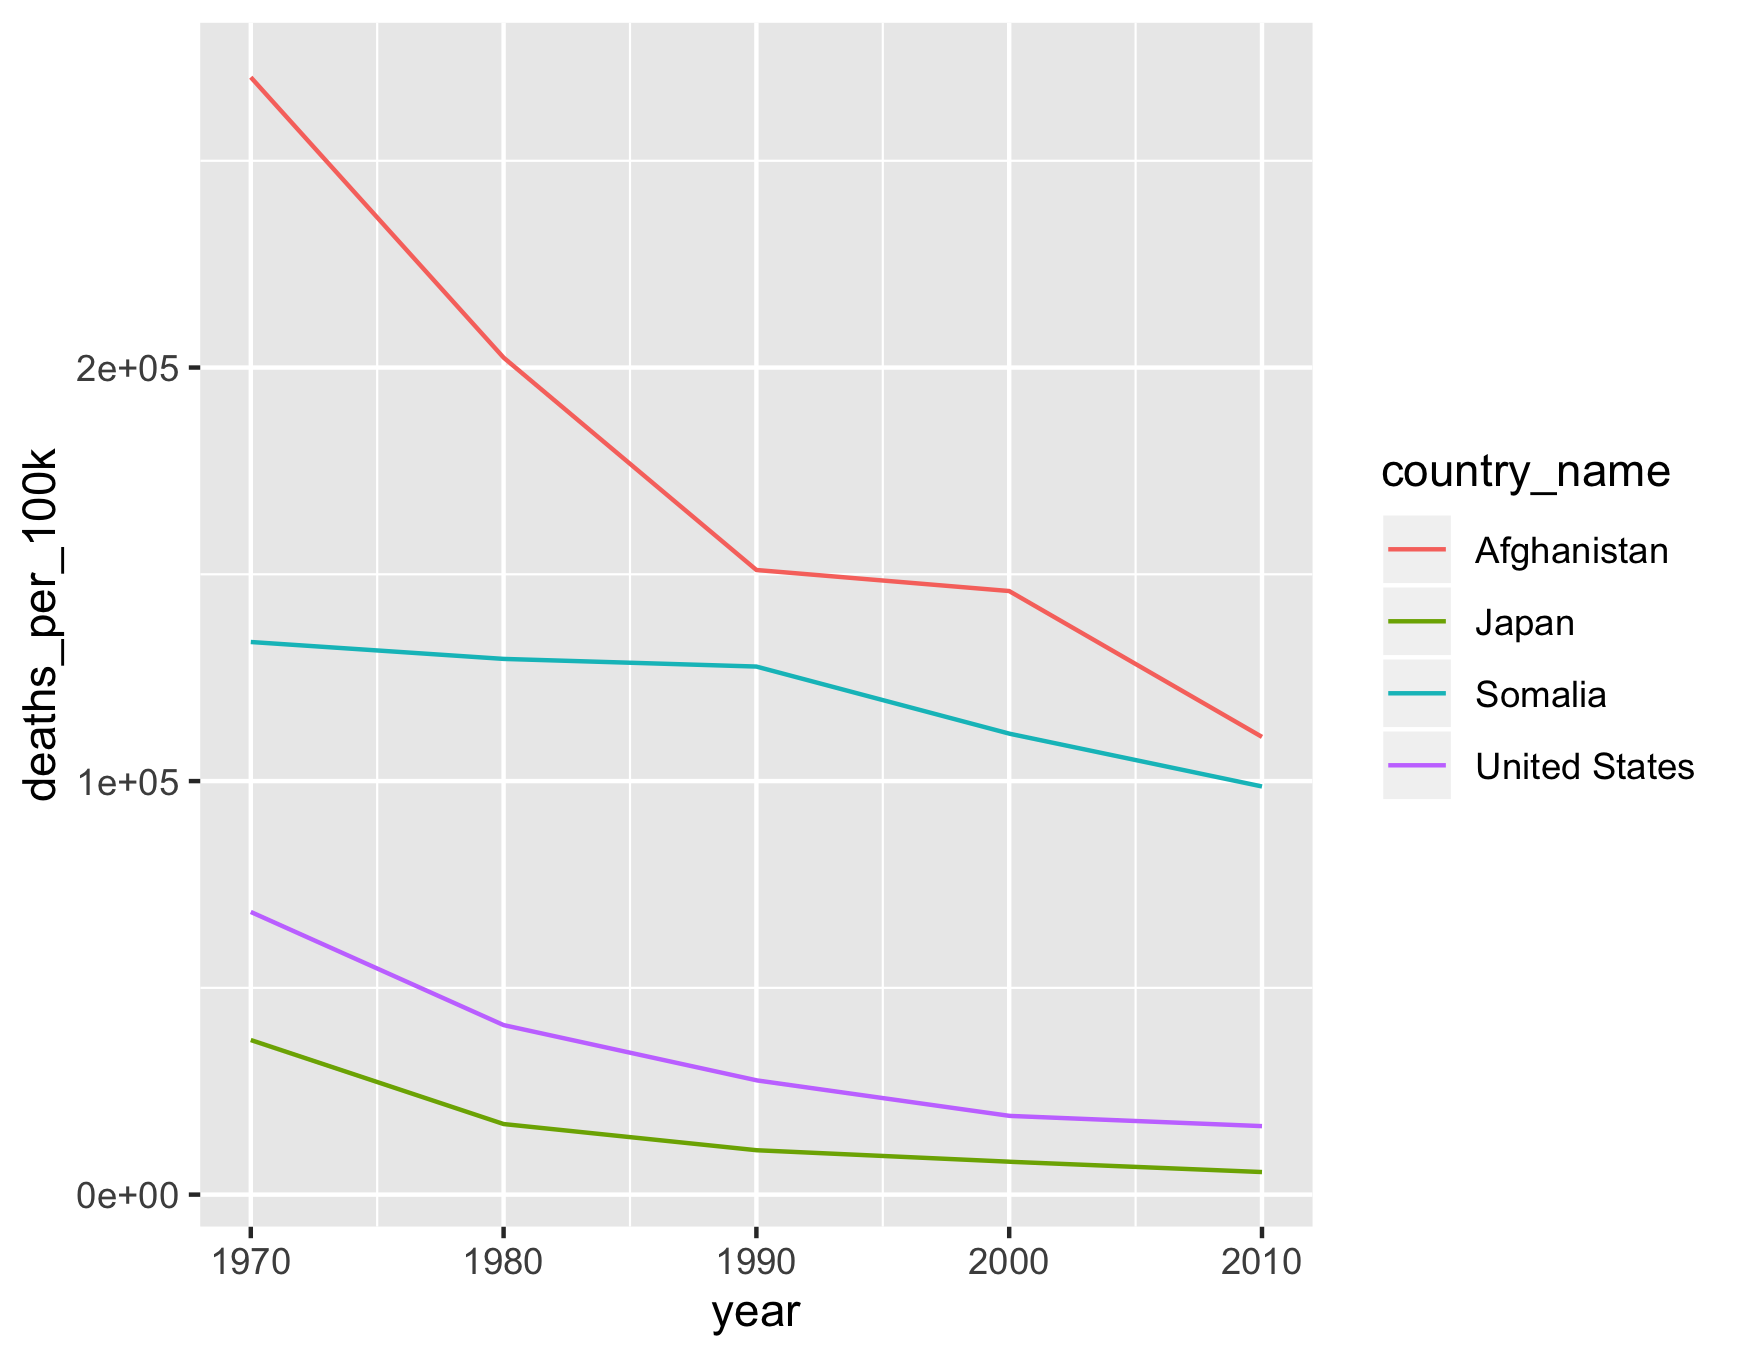 deaths_per_100k
2e+05
1e+05
0e+00
1970 1980 1990 2000 2010
year
country_name
Afghanistan
Japan
Somalia
United States